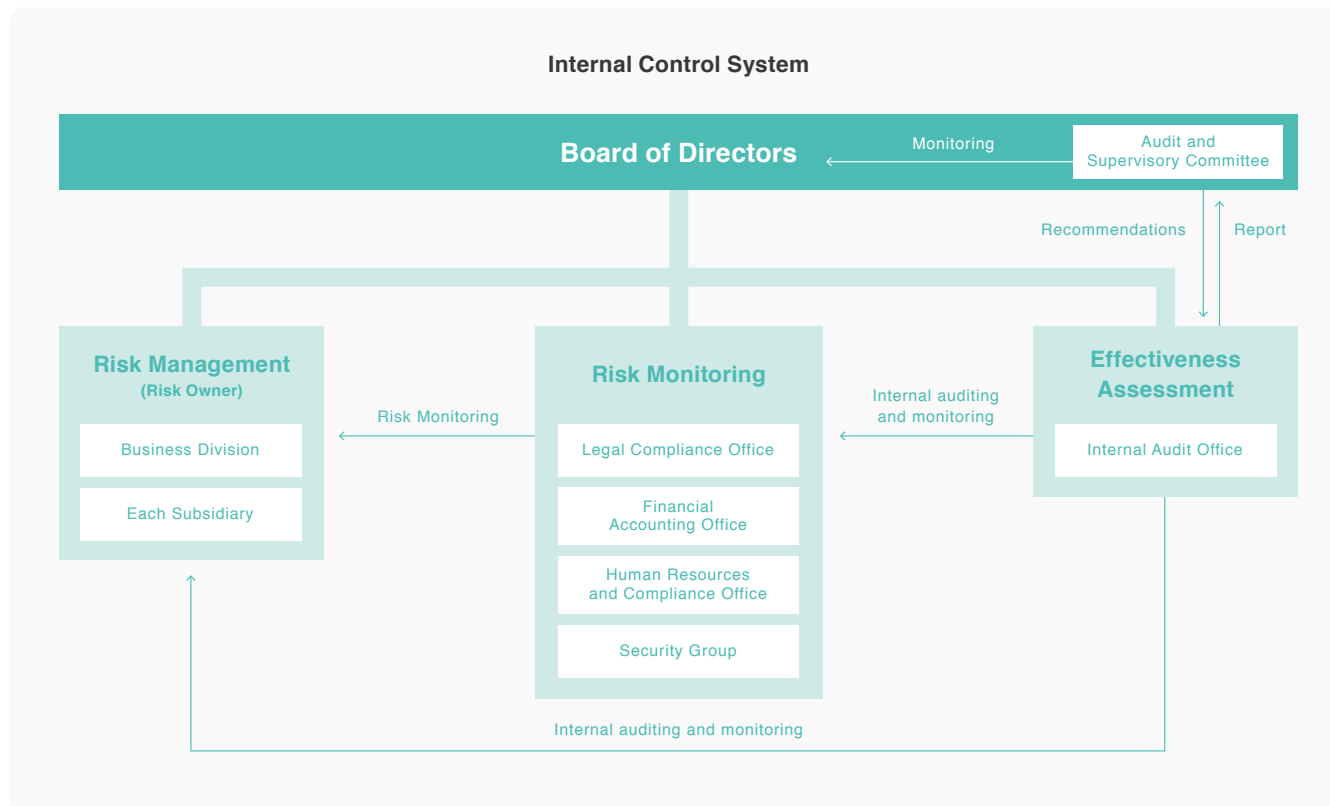 Internal Control System
Board of Directors
Monitoring
Audit and
Supervisory Committee
Recommendations
Report
Risk Management
(Risk Owner)
Business Division
Each Subsidiary
Risk Monitoring
Risk Monitoring
Legal Compliance Office
Financial
Accounting Office
Human Resources
and Compliance Office
Security Group
Internal auditing
and monitoring
Effectiveness
Assessment
Internal Audit Office
Internal auditing and monitoring